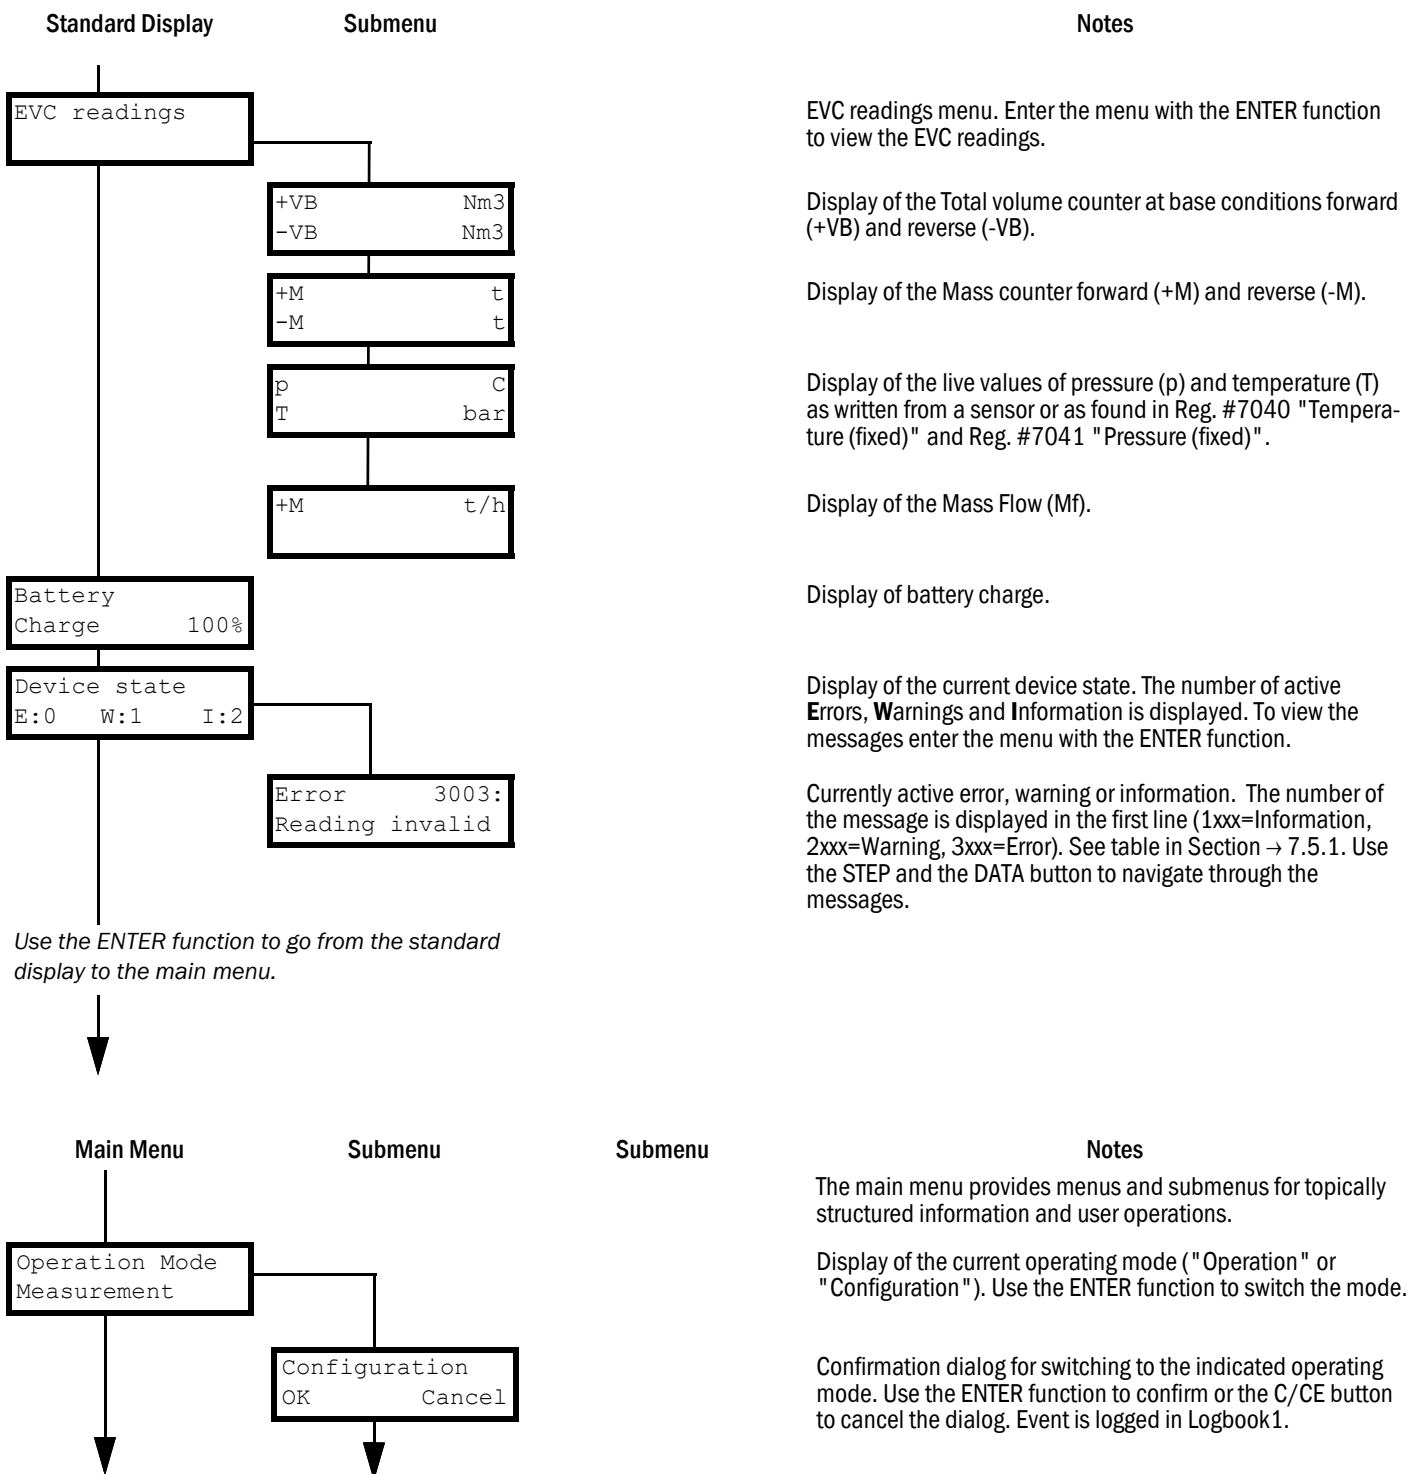 Standard Display Submenu Notes
EVC readings
EVC readings menu. Enter the menu with the ENTER function
to view the EVC readings.
+VB Nm3
-VB Nm3
Display of the Total volume counter at base conditions forward
(+VB) and reverse (-VB).
+M t
-M t
Display of the Mass counter forward (+M) and reverse (-M).
p C
T bar
Display of the live values of pressure (p) and temperature (T)
as written from a sensor or as found in Reg. #7040 "Tempera-
ture (fixed)" and Reg. #7041 "Pressure (fixed)".
+M t/h
Display of the Mass Flow (Mf).
Battery
Charge 100%
Display of battery charge.
Device state
E:0 W:1 I:2
Display of the current device state. The number of active
Errors, Warnings and Information is displayed. To view the
messages enter the menu with the ENTER function.
Error 3003:
Reading invalid
Currently active error, warning or information. The number of
the message is displayed in the first line (1xxx=Information,
2xxx=Warning, 3xxx=Error). See table in Section → 7.5.1. Use
the STEP and the DATA button to navigate through the
messages.
Use the ENTER function to go from the standard
display to the main menu.
Main Menu Submenu Submenu Notes
The main menu provides menus and submenus for topically
structured information and user operations.
Operation Mode
Measurement
Display of the current operating mode ("Operation" or
"Configuration"). Use the ENTER function to switch the mode.
Configuration
OK Cancel
Confirmation dialog for switching to the indicated operating
mode. Use the ENTER function to confirm or the C/CE button
to cancel the dialog. Event is logged in Logbook1.